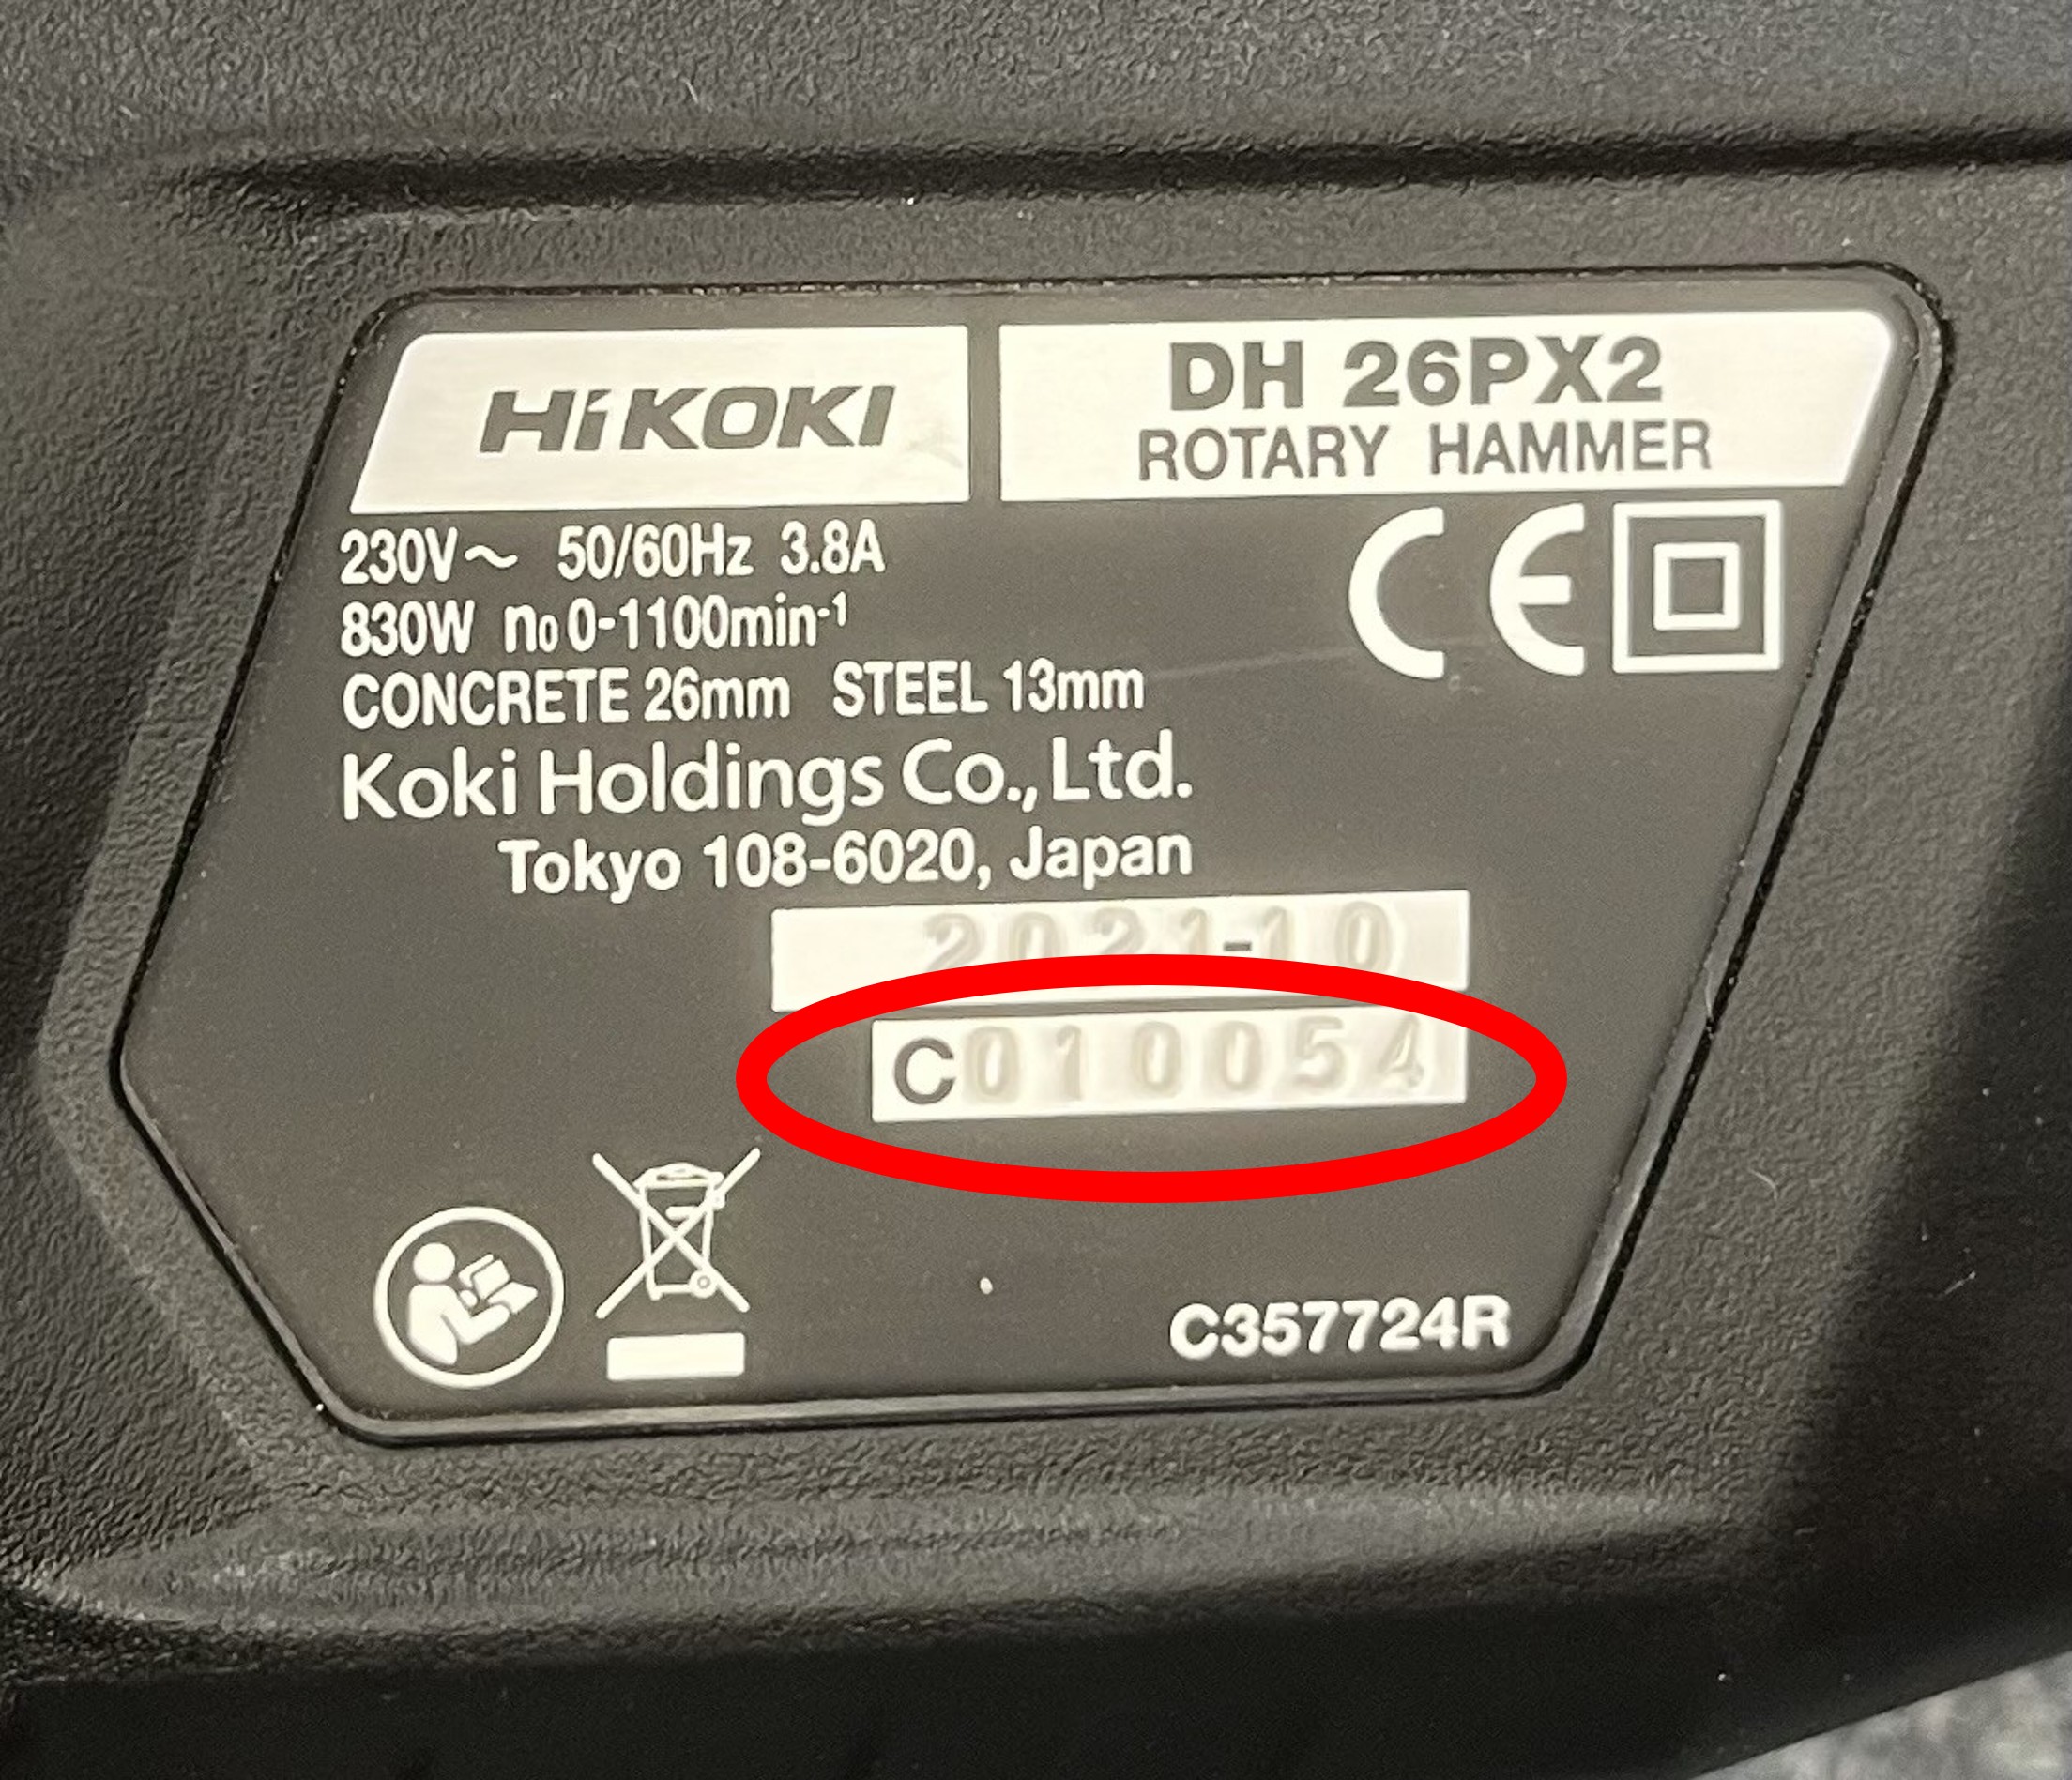 HiKOKI
DH 26PX2
ROTARY HAMMER
230V～ 50/60Hz 3.8A
830W n₀ 0-1100min⁻¹
CONCRETE 26mm STEEL 13mm
Koki Holdings Co.,Ltd.
Tokyo 108-6020, Japan
2021-10
C010054
C357724R